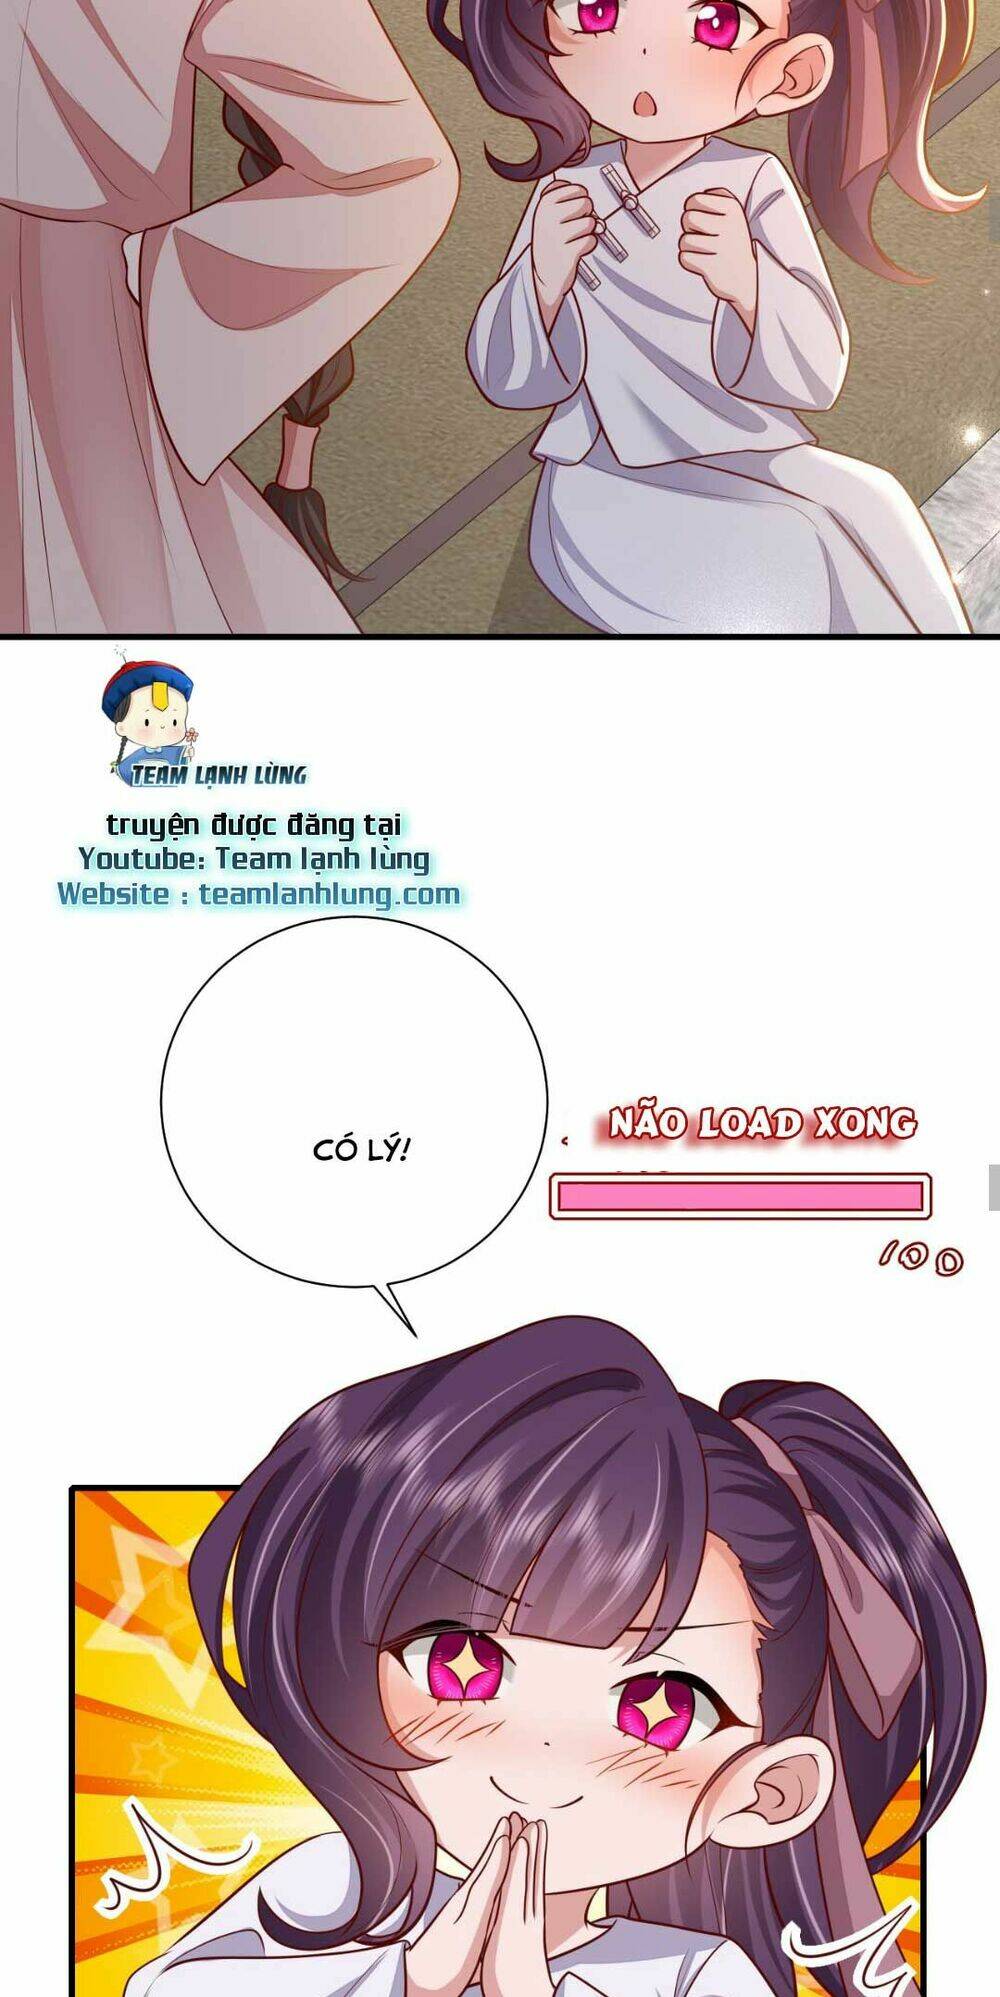 TEAM LẠNH LÙNG
truyện được đăng tại
Youtube: Team lạnh lùng
Website : teamlanhlung.com
CÓ LÝ!
NÃO LOAD XONG
100